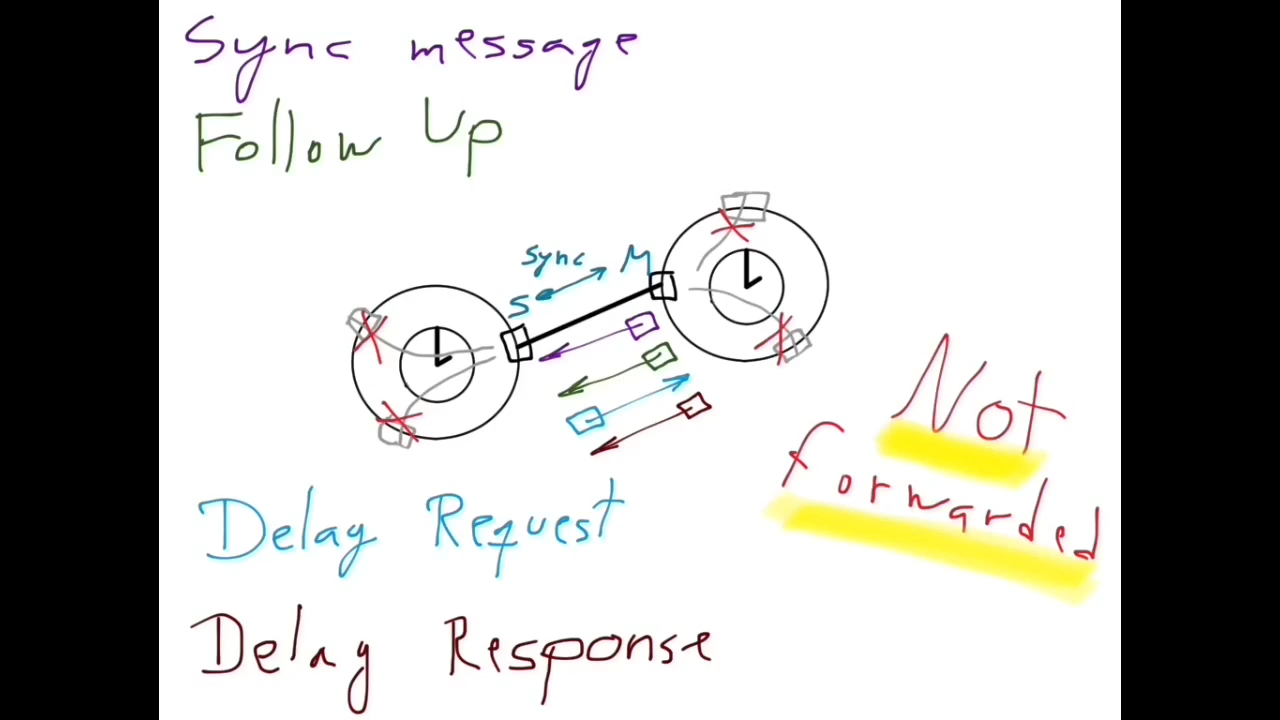 Sync message
Follow Up
Sync
S
M
Not
forwarded
Delay Request
Delay Response